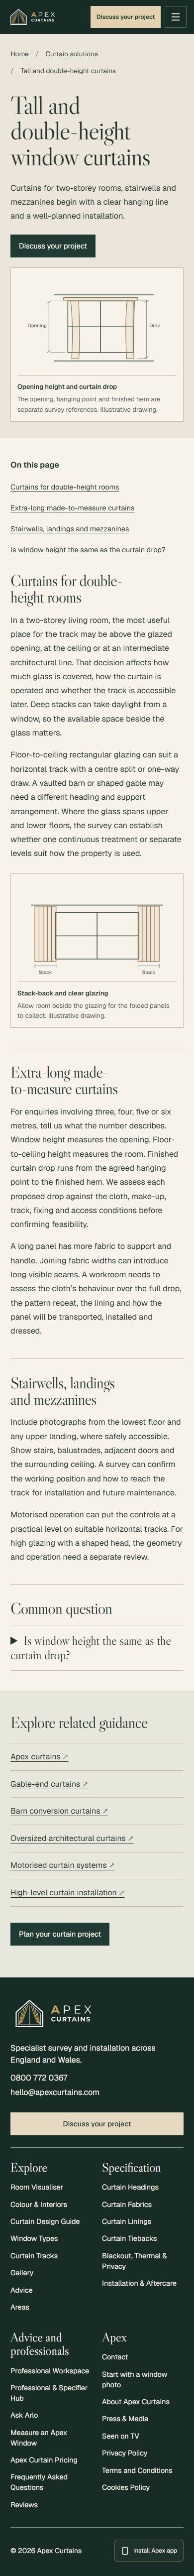 APEX
CURTAINS
Discuss your project
Home / Curtain solutions
/ Tall and double-height curtains
Tall and
double-height
window curtains
Curtains for two-storey rooms, stairwells and
mezzanines begin with a clear hanging line
and a well-planned installation.
Discuss your project
Opening
Drop
Opening height and curtain drop
The opening, hanging point and finished hem are
separate survey references. Illustrative drawing.
On this page
Curtains for double-height rooms
Extra-long made-to-measure curtains
Stairwells, landings and mezzanines
Is window height the same as the curtain drop?
Curtains for double-
height rooms
In a two-storey living room, the most useful
place for the track may be above the glazed
opening, at the ceiling or at an intermediate
architectural line. That decision affects how
much glass is covered, how the curtain is
operated and whether the track is accessible
later. Deep stacks can take daylight from a
window, so the available space beside the
glass matters.
Floor-to-ceiling rectangular glazing can suit a
horizontal track with a centre split or one-way
draw. A vaulted barn or shaped gable may
need a different heading and support
arrangement. Where the glass spans upper
and lower floors, the survey can establish
whether one continuous treatment or separate
levels suit how the property is used.
Stack
Stack
Stack-back and clear glazing
Allow room beside the glazing for the folded panels
to collect. Illustrative drawing.
Extra-long made-
to-measure curtains
For enquiries involving three, four, five or six
metres, tell us what the number describes.
Window height measures the opening. Floor-
to-ceiling height measures the room. Finished
curtain drop runs from the agreed hanging
point to the finished hem. We assess each
proposed drop against the cloth, make-up,
track, fixing and access conditions before
confirming feasibility.
A long panel has more fabric to support and
handle. Joining fabric widths can introduce
long visible seams. A workroom needs to
assess the cloth's behaviour over the full drop,
the pattern repeat, the lining and how the
panel will be transported, installed and
dressed.
Stairwells, landings
and mezzanines
Include photographs from the lowest floor and
any upper landing, where safely accessible.
Show stairs, balustrades, adjacent doors and
the surrounding ceiling. A survey can confirm
the working position and how to reach the
track for installation and future maintenance.
Motorised operation can put the controls at a
practical level on suitable horizontal tracks. For
high glazing with a shaped head, the geometry
and operation need a separate review.
Common question
▶ Is window height the same as the
curtain drop?
Explore related guidance
Apex curtains ↗
Gable-end curtains ↗
Barn conversion curtains ↗
Oversized architectural curtains ↗
Motorised curtain systems ↗
High-level curtain installation ↗
Plan your curtain project
APEX
CURTAINS
Specialist survey and installation across
England and Wales.
0800 772 0367
hello@apexcurtains.com
Discuss your project
Explore
Room Visualiser
Colour & Interiors
Curtain Design Guide
Window Types
Curtain Tracks
Gallery
Advice
Areas
Specification
Curtain Headings
Curtain Fabrics
Curtain Linings
Curtain Tiebacks
Blackout, Thermal &
Privacy
Installation & Aftercare
Advice and
professionals
Professional Workspace
Professional & Specifier
Hub
Ask Arlo
Measure an Apex
Window
Apex Curtain Pricing
Frequently Asked
Questions
Reviews
Apex
Contact
Start with a window
photo
About Apex Curtains
Press & Media
Seen on TV
Privacy Policy
Terms and Conditions
Cookies Policy
© 2026 Apex Curtains
Install Apex app